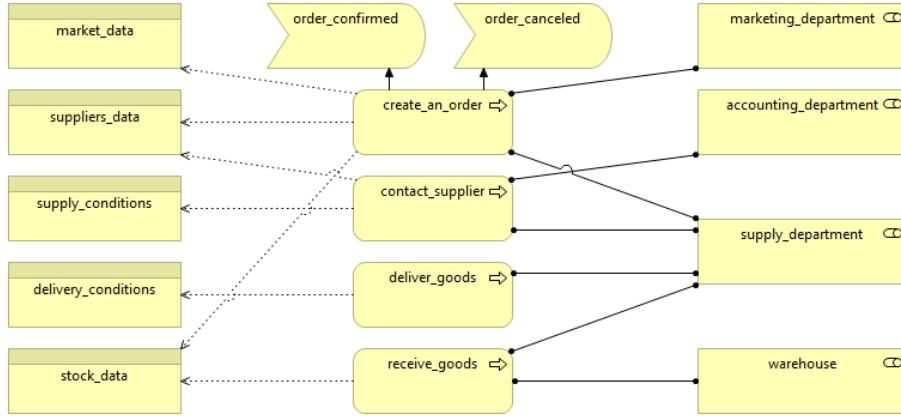 order_confirmed
order_canceled
market_data
marketing_department
suppliers_data
create_an_order
accounting_department
supply_conditions
contact_supplier
supply_department
delivery_conditions
deliver_goods
stock_data
receive_goods
warehouse